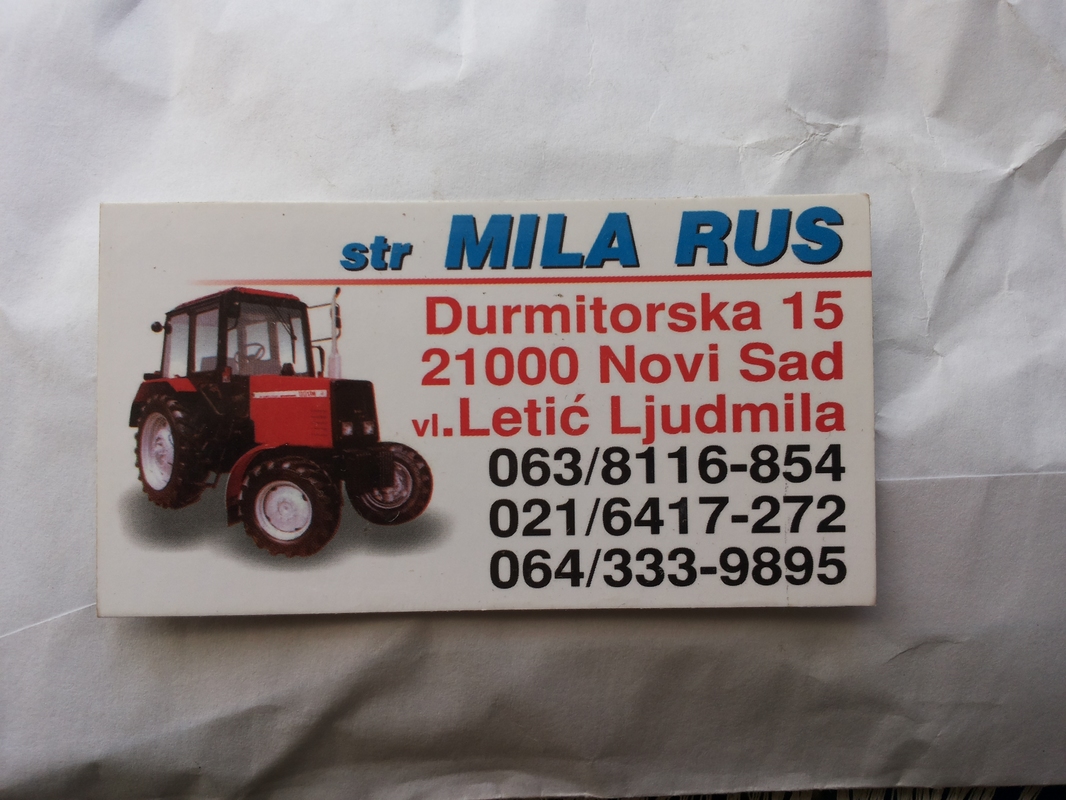 str MILA RUS
Durmitorska 15
21000 Novi Sad
vl.Letić Ljudmila
063/8116-854
021/6417-272
064/333-9895